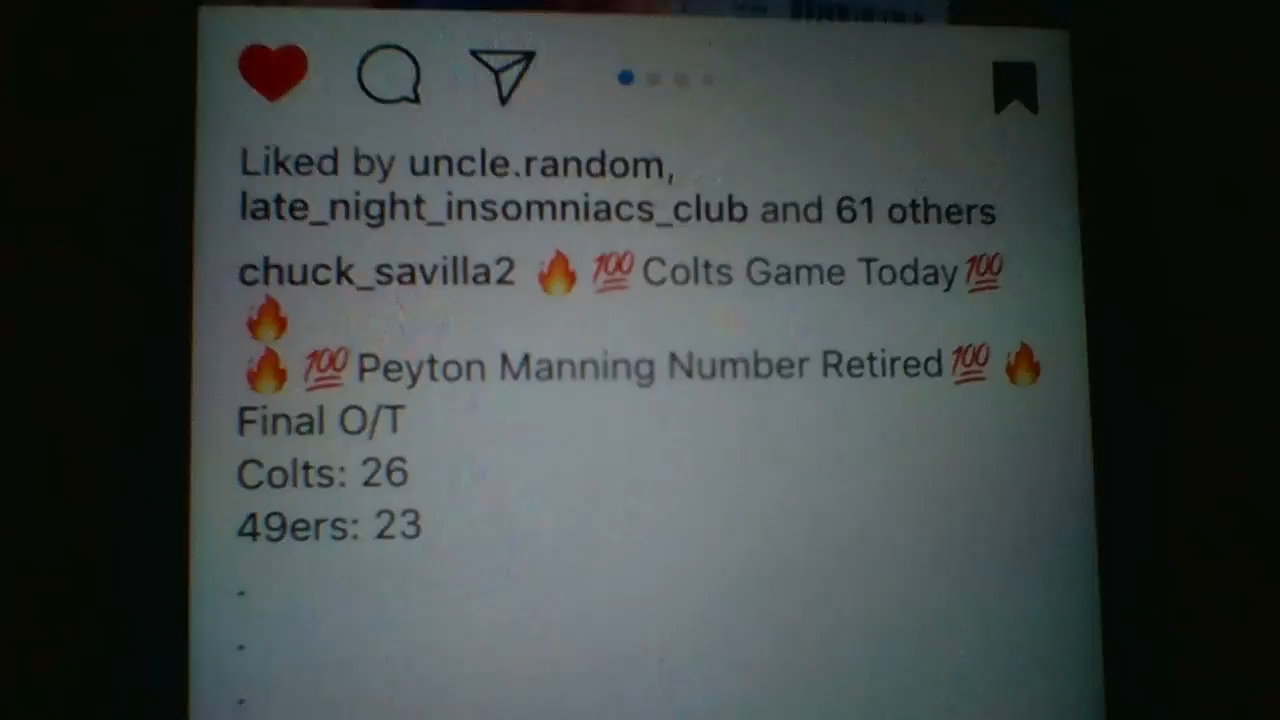 Liked by uncle.random,
late_night_insomniacs_club and 61 others
chuck_savilla2 🔥 💯 Colts Game Today 💯
🔥
🔥 💯 Peyton Manning Number Retired 💯 🔥
Final O/T
Colts: 26
49ers: 23
.
.
.